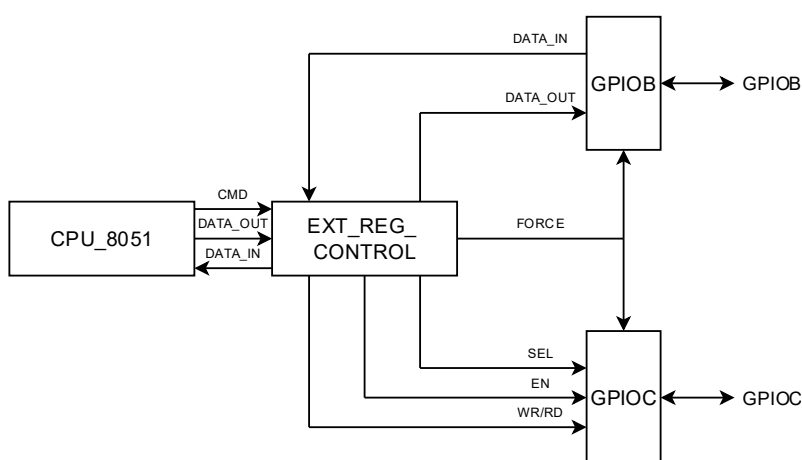 DATA_IN
GPIOB
GPIOB
DATA_OUT
CMD
CPU_8051
DATA_OUT
DATA_IN
EXT_REG_
CONTROL
FORCE
SEL
EN
WR/RD
GPIOC
GPIOC